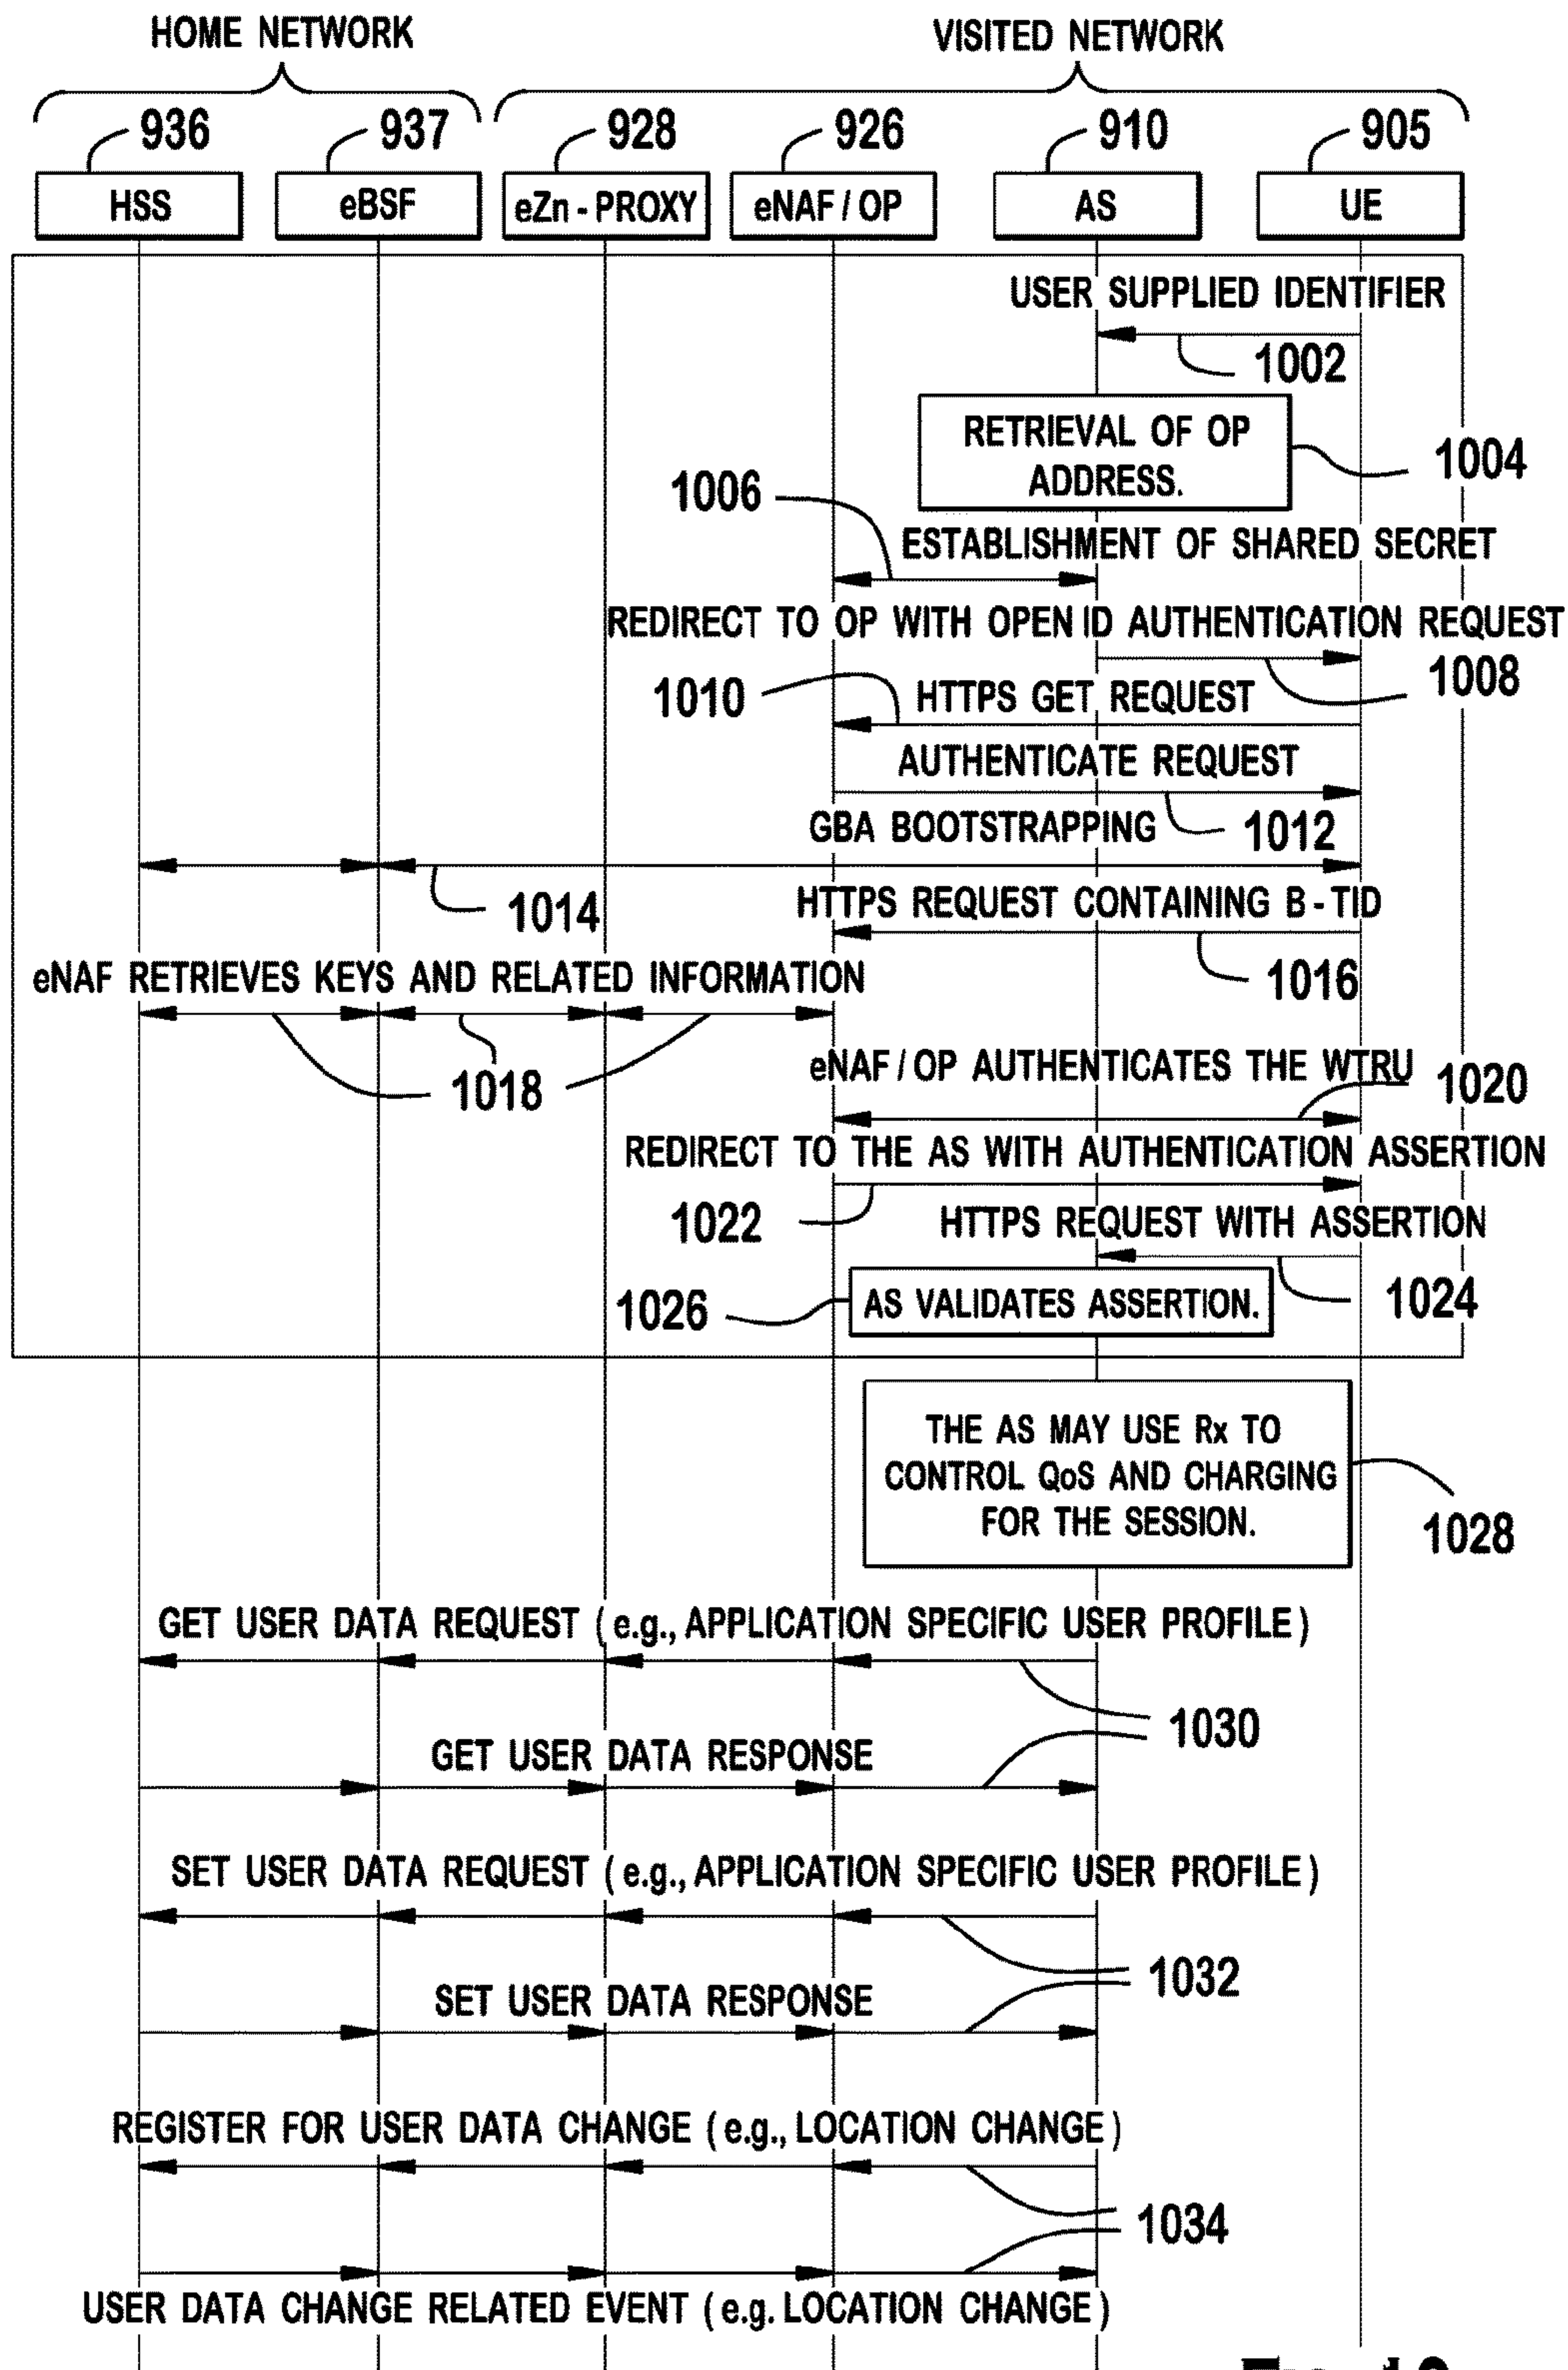 HOME NETWORK
VISITED NETWORK
936
937
928
926
910
905
HSS
eBSF
eZn - PROXY
eNAF / OP
AS
UE
USER SUPPLIED IDENTIFIER
1002
RETRIEVAL OF OP
ADDRESS.
1004
1006
ESTABLISHMENT OF SHARED SECRET
REDIRECT TO OP WITH OPEN ID AUTHENTICATION REQUEST
1008
1010
HTTPS GET REQUEST
AUTHENTICATE REQUEST
GBA BOOTSTRAPPING
1012
1014
HTTPS REQUEST CONTAINING B - TID
1016
eNAF RETRIEVES KEYS AND RELATED INFORMATION
1018
eNAF / OP AUTHENTICATES THE WTRU
1020
REDIRECT TO THE AS WITH AUTHENTICATION ASSERTION
1022
HTTPS REQUEST WITH ASSERTION
1024
1026
AS VALIDATES ASSERTION.
THE AS MAY USE Rx TO
CONTROL QoS AND CHARGING
FOR THE SESSION.
1028
GET USER DATA REQUEST ( e.g., APPLICATION SPECIFIC USER PROFILE )
1030
GET USER DATA RESPONSE
SET USER DATA REQUEST ( e.g., APPLICATION SPECIFIC USER PROFILE )
1032
SET USER DATA RESPONSE
REGISTER FOR USER DATA CHANGE ( e.g., LOCATION CHANGE )
1034
USER DATA CHANGE RELATED EVENT ( e.g. LOCATION CHANGE )